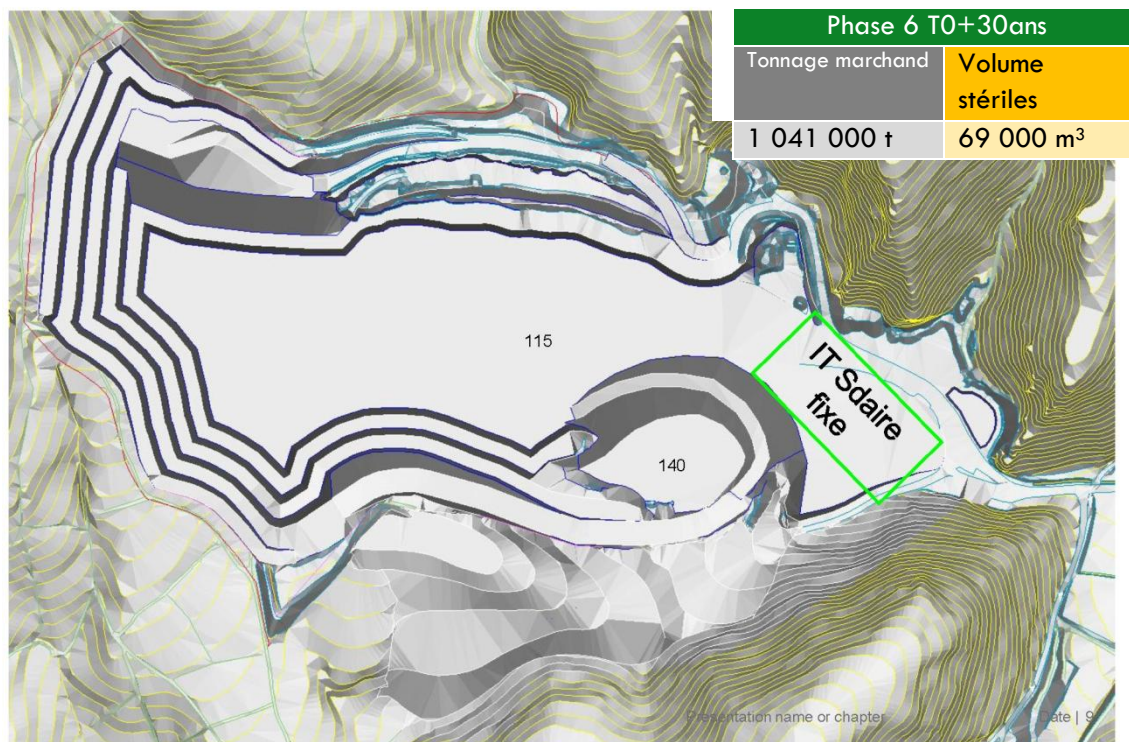 Phase 6 T0+30ans
Tonnage marchand
Volume
stériles
1 041 000 t
69 000 m³
115
IT Sdaire
fixe
140
Presentation name or chapter
Date | 9